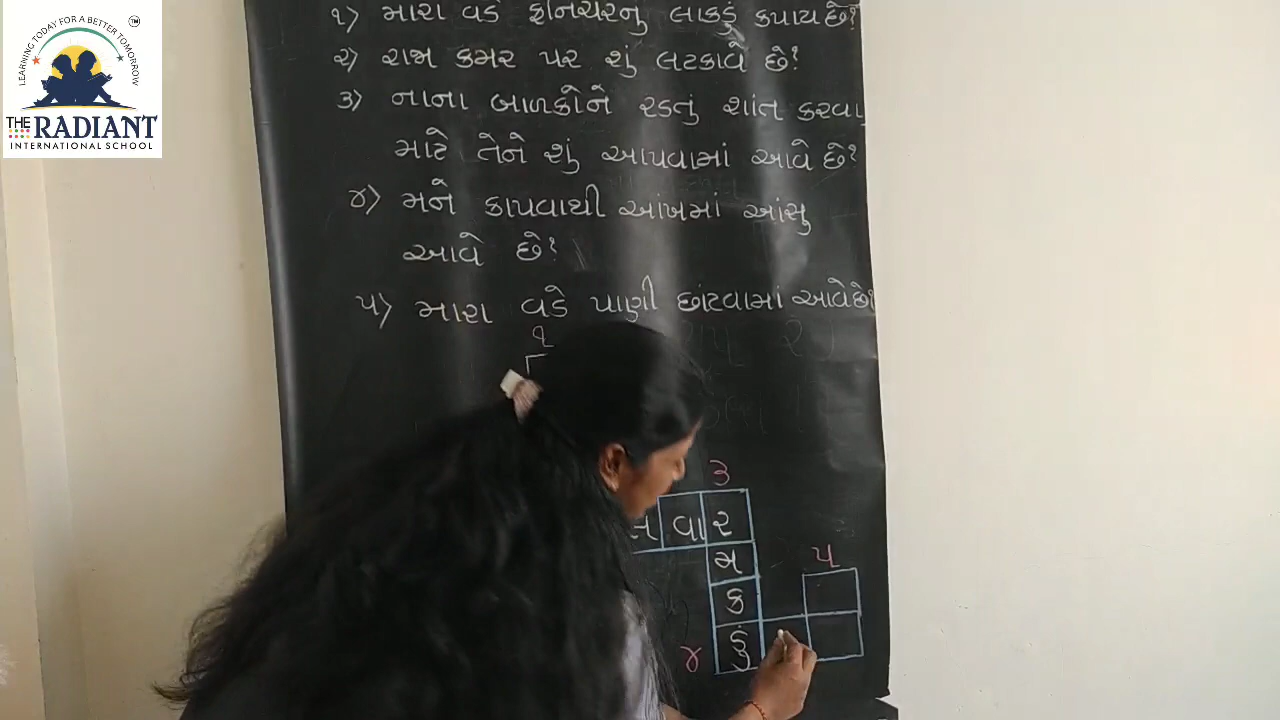 LEARNING TODAY FOR A BETTER TOMORROW
TM
THE RADIANT
INTERNATIONAL SCHOOL
૧) મારા વડે ફર્નિચરનું લાકડું કપાય છે?
૨) રાજા કમર પર શું લટકાવે છે?
૩) નાના બાળકોને રડતું શાંત કરવા
માટે તેને શું આપવામાં આવે છે?
૪) મને કાપવાથી આંખમાં આંસુ
આવે છે?
૫) મારા વડે પાણી છાંટવામાં આવે છે?
૧
૩
વા ર
મ
૫
ક
૪ ડું